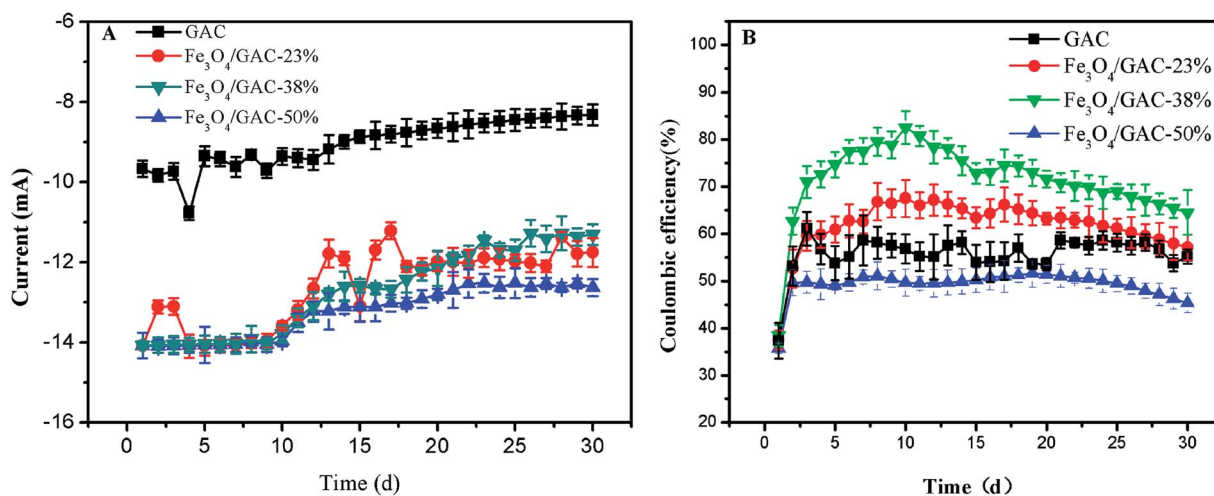 A
GAC
Fe3O4/GAC-23%
Fe3O4/GAC-38%
Fe3O4/GAC-50%
-6
-8
-10
-12
-14
-16
Current (mA)
0 5 10 15 20 25 30
Time (d)
B
GAC
Fe3O4/GAC-23%
Fe3O4/GAC-38%
Fe3O4/GAC-50%
100
90
80
70
60
50
40
30
20
Coulombic efficiency(%)
0 5 10 15 20 25 30
Time（d）